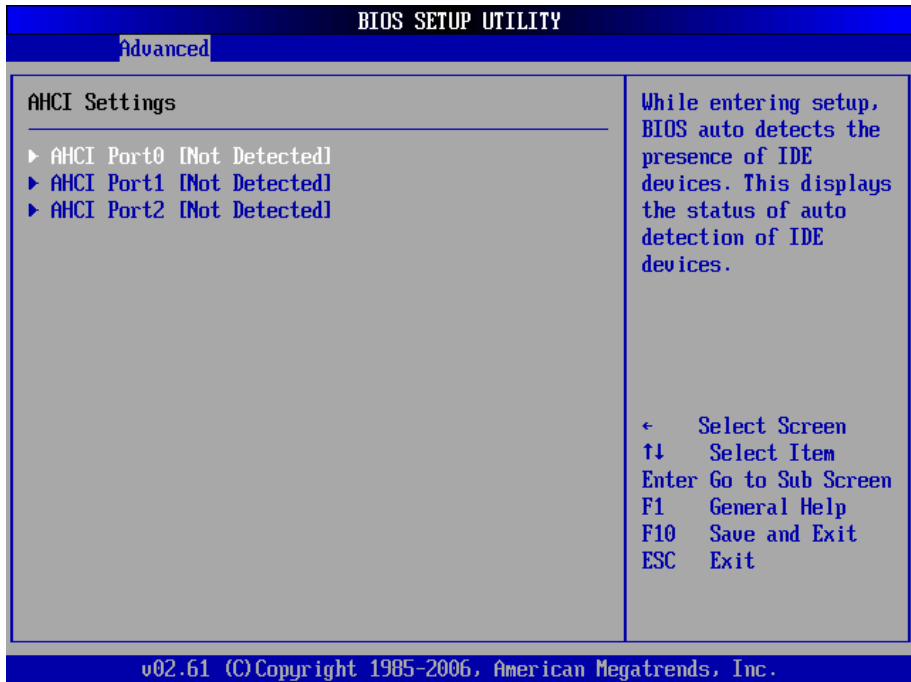 BIOS SETUP UTILITY
Advanced
AHCI Settings
▶ AHCI Port0 [Not Detected]
▶ AHCI Port1 [Not Detected]
▶ AHCI Port2 [Not Detected]
While entering setup,
BIOS auto detects the
presence of IDE
devices. This displays
the status of auto
detection of IDE
devices.
← Select Screen
↑↓ Select Item
Enter Go to Sub Screen
F1 General Help
F10 Save and Exit
ESC Exit
v02.61 (C)Copyright 1985-2006, American Megatrends, Inc.